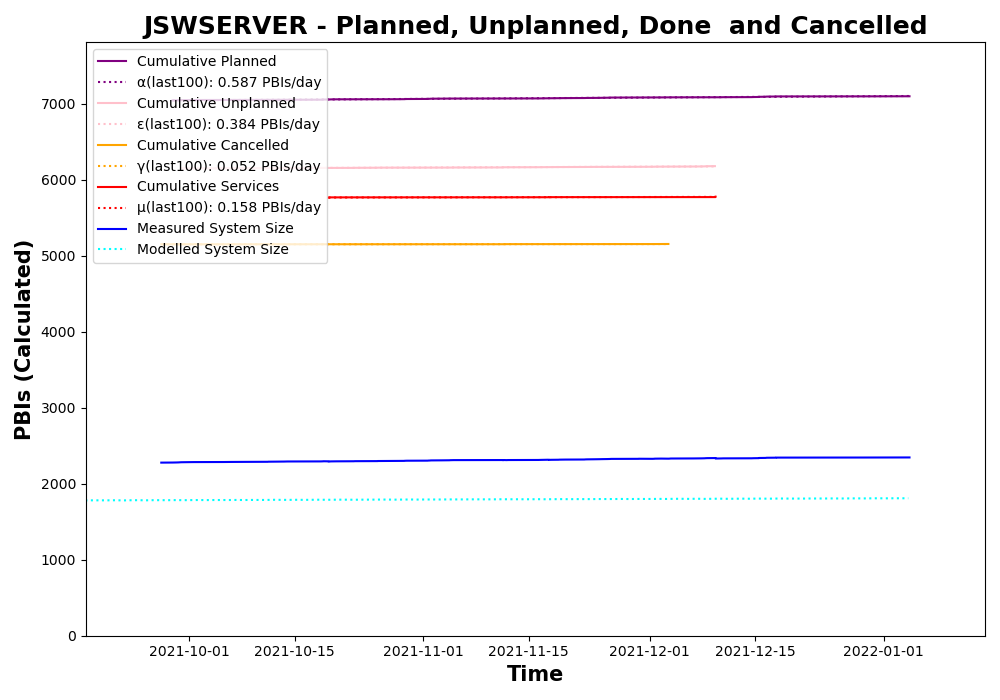 JSWSERVER - Planned, Unplanned, Done  and Cancelled
Cumulative Planned
α(last100): 0.587 PBIs/day
Cumulative Unplanned
ε(last100): 0.384 PBIs/day
Cumulative Cancelled
γ(last100): 0.052 PBIs/day
Cumulative Services
μ(last100): 0.158 PBIs/day
Measured System Size
Modelled System Size
PBIs (Calculated)
7000
6000
5000
4000
3000
2000
1000
0
2021-10-01 2021-10-15 2021-11-01 2021-11-15 2021-12-01 2021-12-15 2022-01-01
Time